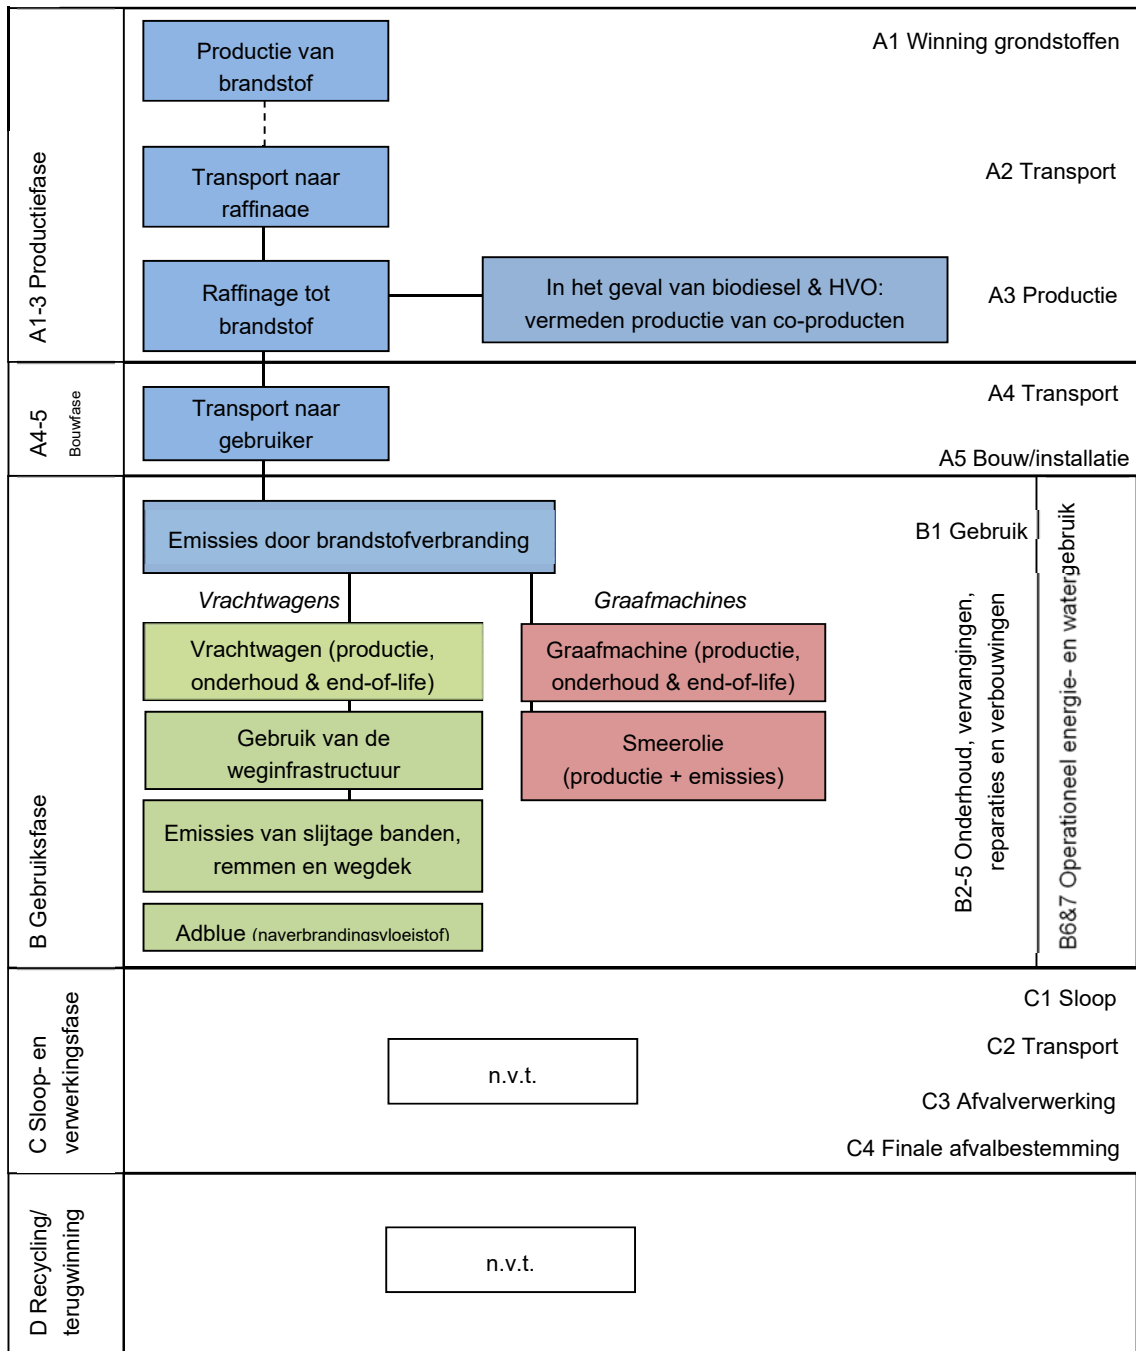 A1-3 Productiefase
Productie van
brandstof
A1 Winning grondstoffen
Transport naar
raffinage
A2 Transport
Raffinage tot
brandstof
In het geval van biodiesel & HVO:
vermeden productie van co-producten
A3 Productie
A4-5
Bouwfase
Transport naar
gebruiker
A4 Transport
A5 Bouw/installatie
B Gebruiksfase
Emissies door brandstofverbranding
B1 Gebruik
Vrachtwagens
Graafmachines
Vrachtwagen (productie,
onderhoud & end-of-life)
Graafmachine (productie,
onderhoud & end-of-life)
Gebruik van de
weginfrastructuur
Smeerolie
(productie + emissies)
Emissies van slijtage banden,
remmen en wegdek
Adblue (naverbrandingsvloeistof)
B2-5 Onderhoud, vervangingen,
reparaties en verbouwingen
B6&7 Operationeel energie- en watergebruik
C Sloop- en
verwerkingsfase
n.v.t.
C1 Sloop
C2 Transport
C3 Afvalverwerking
C4 Finale afvalbestemming
D Recycling/
terugwinning
n.v.t.